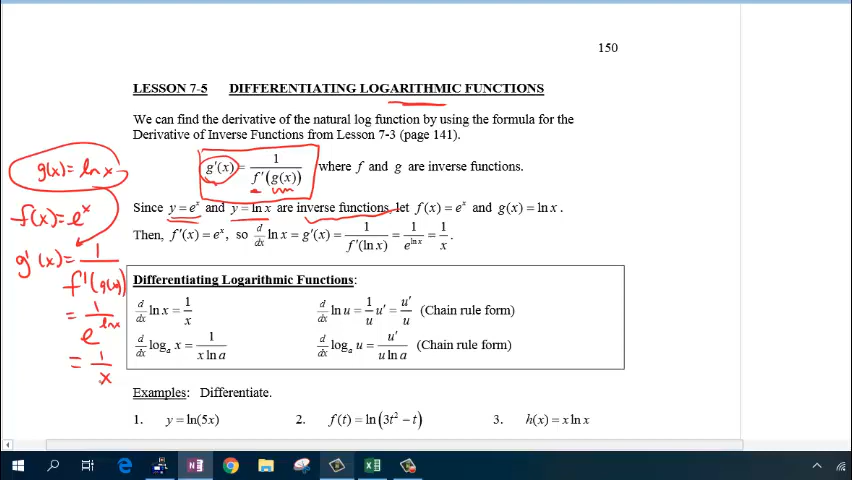 150
LESSON 7-5 DIFFERENTIATING LOGARITHMIC FUNCTIONS
We can find the derivative of the natural log function by using the formula for the
Derivative of Inverse Functions from Lesson 7-3 (page 141).
g'(x) = 1 / f'(g(x)) where f and g are inverse functions.
Since y = e^x and y = ln x are inverse functions, let f(x) = e^x and g(x) = ln x.
Then, f'(x) = e^x, so d/dx ln x = g'(x) = 1 / f'(ln x) = 1 / e^(ln x) = 1/x.
g(x) = ln x
f(x) = e^x
g'(x) = 1 / f'(g(x))
= 1 / e^(ln x)
= 1/x
Differentiating Logarithmic Functions:
d/dx ln x = 1/x d/dx ln u = 1/u u' = u'/u (Chain rule form)
d/dx log_a x = 1 / (x ln a) d/dx log_a u = u' / (u ln a) (Chain rule form)
Examples: Differentiate.
1. y = ln(5x) 2. f(t) = ln(3t² − t) 3. h(x) = x ln x